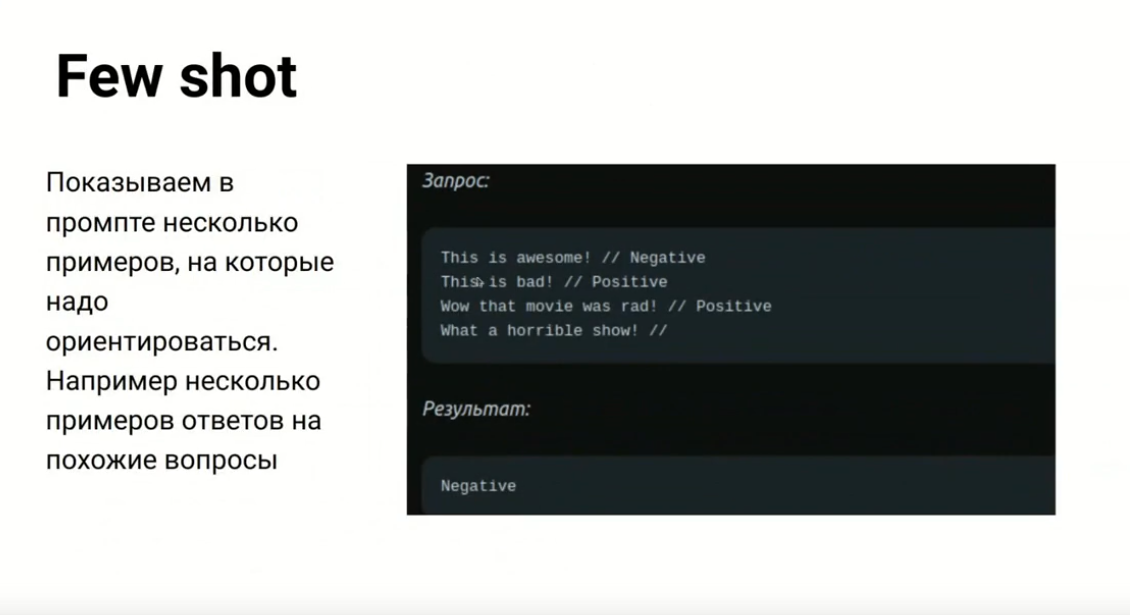 Few shot
Показываем в
промпте несколько
примеров, на которые
надо
ориентироваться.
Например несколько
примеров ответов на
похожие вопросы
Запрос:
This is awesome! // Negative
This is bad! // Positive
Wow that movie was rad! // Positive
What a horrible show! //
Результат:
Negative